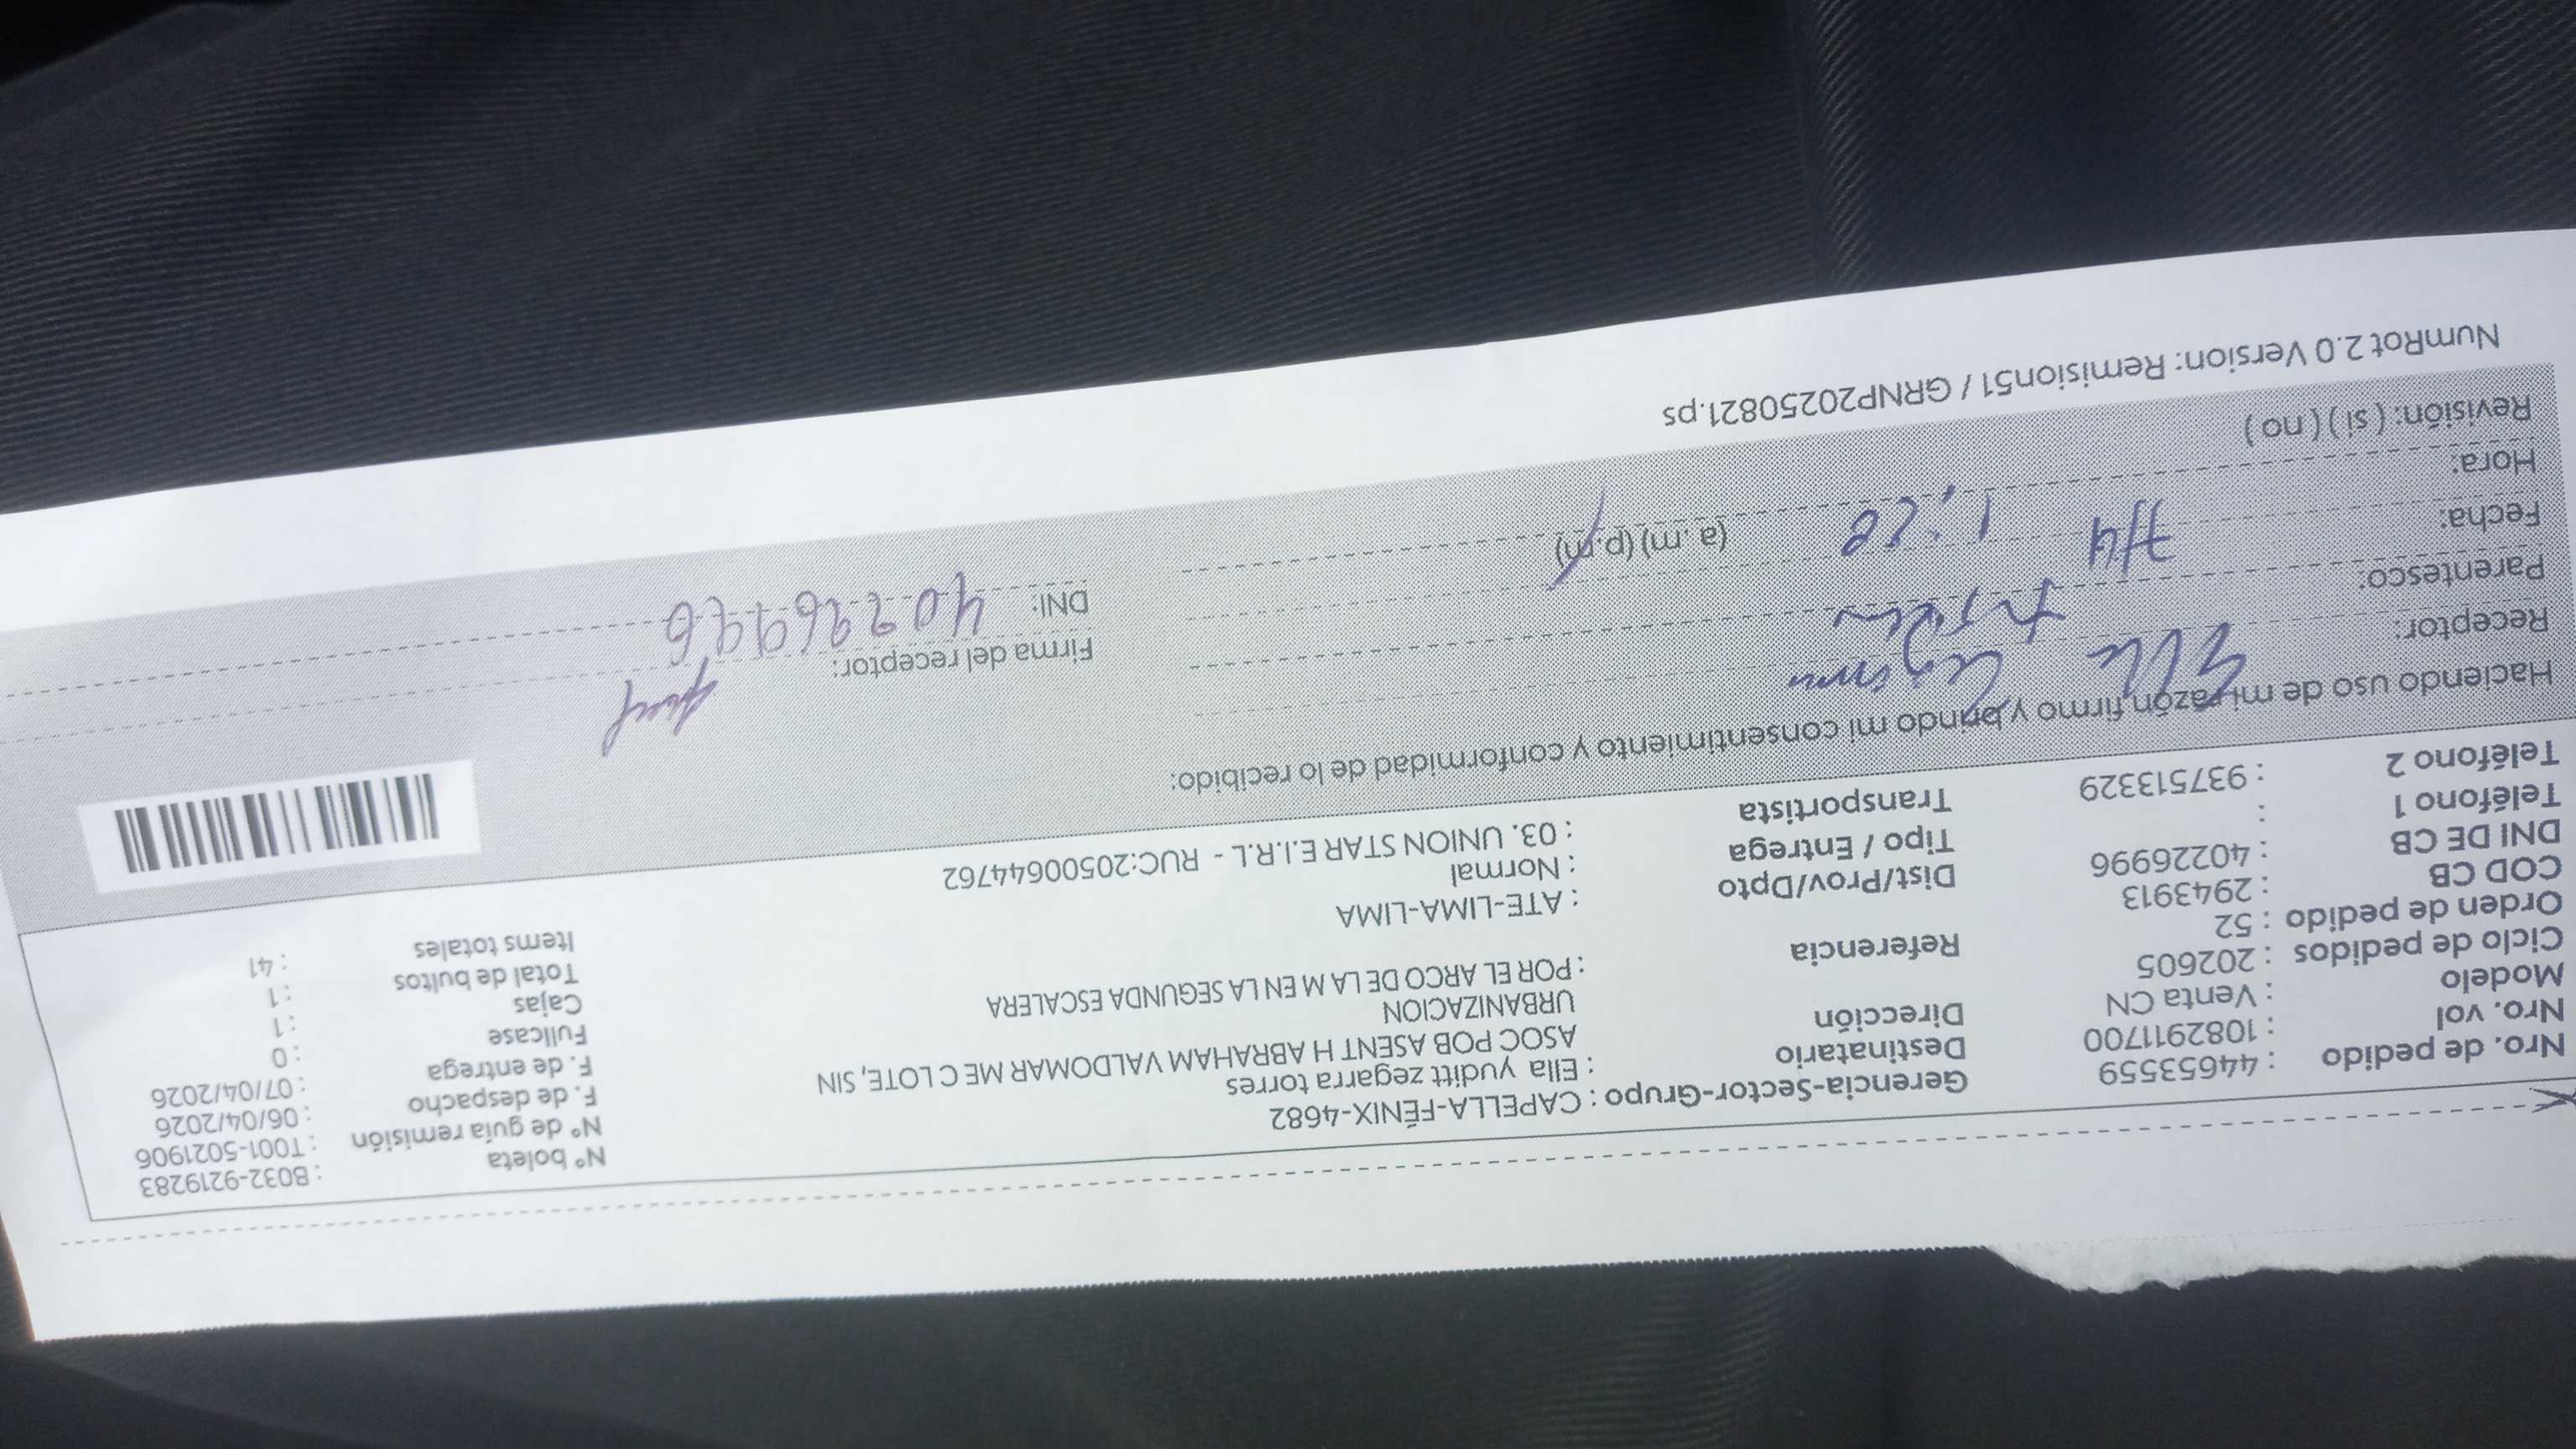 Nro. de pedido : 44653559
Nro. vol : 1082911700
Modelo : Venta CN
Ciclo de pedidos : 202605
Orden de pedido : 52
COD CB : 2943913
DNI DE CB : 40226996
Teléfono 1 :
Teléfono 2 : 937513329
Gerencia-Sector-Grupo : CAPELLA-FÉNIX-4682
Destinatario : Ella yuditt zegarra torres
Dirección ASOC POB ASENT H ABRAHAM VALDOMAR ME C LOTE, SIN
URBANIZACION
Referencia : POR EL ARCO DE LA M EN LA SEGUNDA ESCALERA
Dist/Prov/Dpto : ATE-LIMA-LIMA
Tipo / Entrega : Normal
Transportista : 03. UNION STAR E.I.R.L - RUC:20500644762
N° boleta : B032-9219283
N° de guía remisión : T001-5021906
F. de despacho : 06/04/2026
F. de entrega : 07/04/2026
Fullcase : 0
Cajas : 1
Total de bultos : 1
Items totales : 41
Haciendo uso de mi razón, firmo y brindo mi consentimiento y conformidad de lo recibido:
Receptor: Ella
Parentesco:
Fecha: 7/4
Hora: (a.m) (p.m)
Revisión: ( si ) ( no )
Firma del receptor:
DNI: 40226996
NumRot 2.0 Version: Remision51 / GRNP20250821.ps